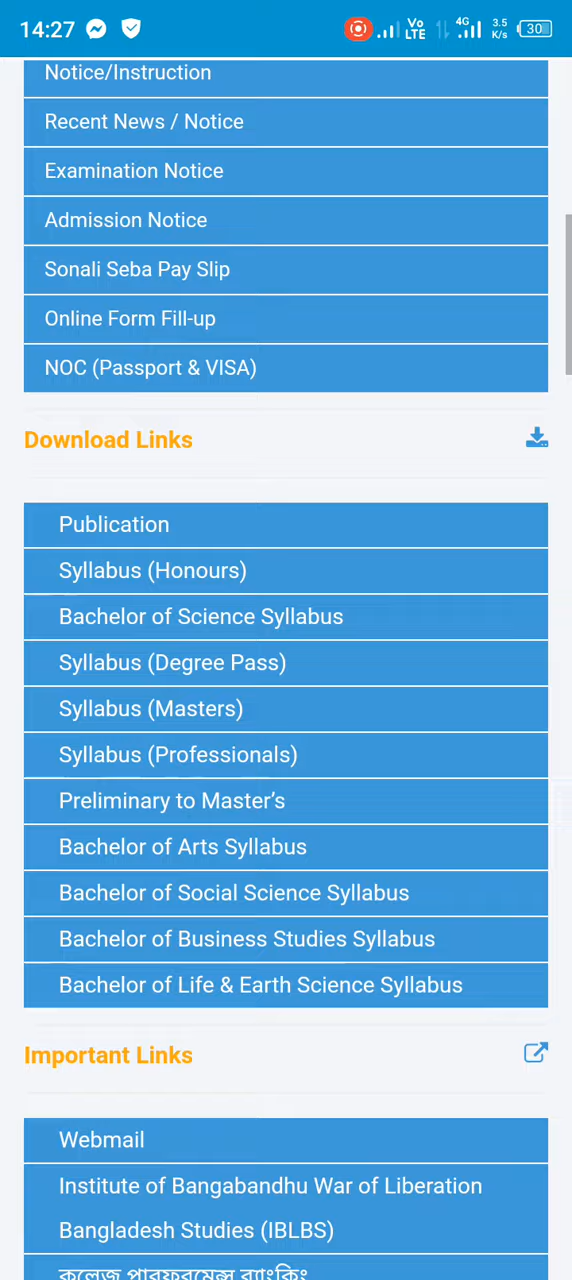 14:27 Vo LTE 4G 3.5 K/s 30
Notice/Instruction
Recent News / Notice
Examination Notice
Admission Notice
Sonali Seba Pay Slip
Online Form Fill-up
NOC (Passport & VISA)
Download Links
Publication
Syllabus (Honours)
Bachelor of Science Syllabus
Syllabus (Degree Pass)
Syllabus (Masters)
Syllabus (Professionals)
Preliminary to Master’s
Bachelor of Arts Syllabus
Bachelor of Social Science Syllabus
Bachelor of Business Studies Syllabus
Bachelor of Life & Earth Science Syllabus
Important Links
Webmail
Institute of Bangabandhu War of Liberation
Bangladesh Studies (IBLBS)
কলেজ পারফরমেন্স র‍্যাংকিং